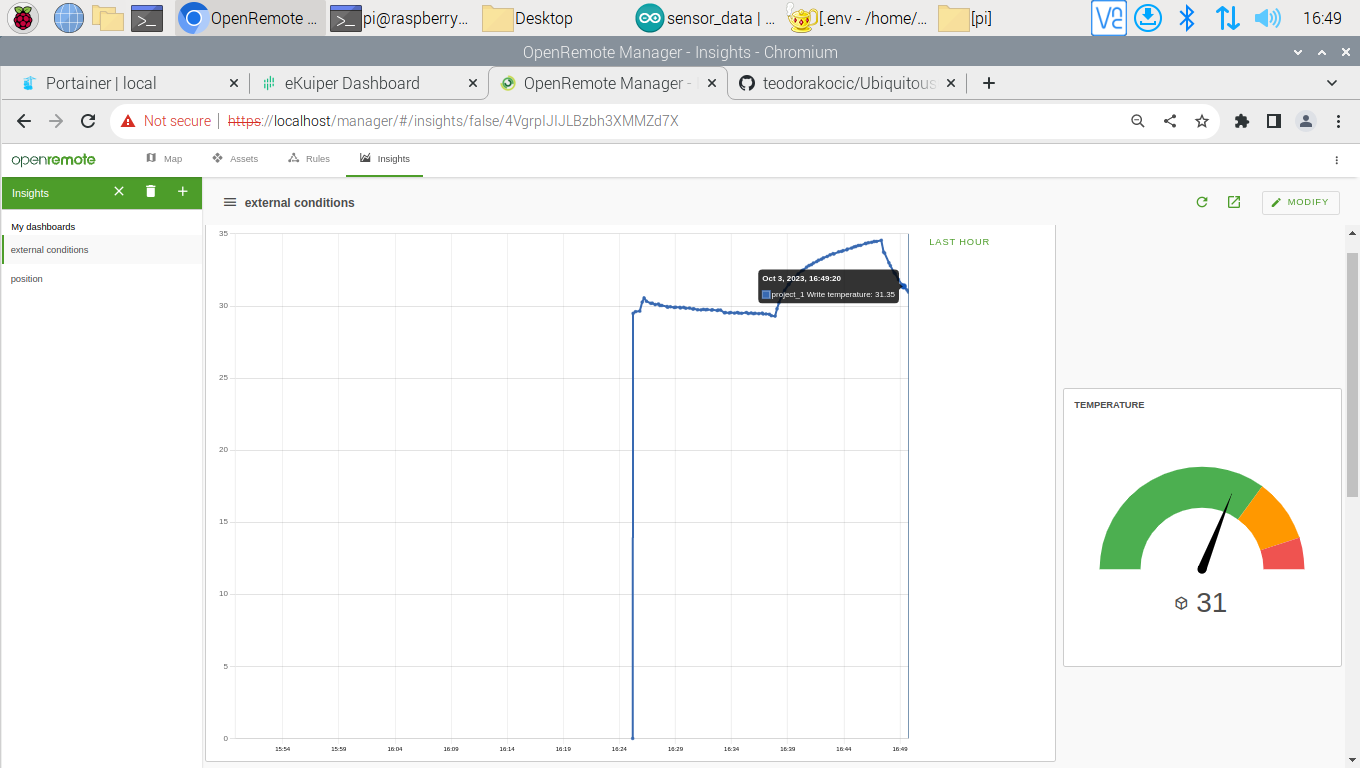 OpenRemote ...
pi@raspberry...
Desktop
sensor_data | ...
[.env - /home/...
[pi]
V2
16:49
OpenRemote Manager - Insights - Chromium
Portainer | local
eKuiper Dashboard
OpenRemote Manager -
teodorakocic/Ubiquitous
Not secure
https://localhost/manager/#/insights/false/4VgrpIJIJLBzbh3XMMZd7X
openremote
Map
Assets
Rules
Insights
Insights
My dashboards
external conditions
position
external conditions
MODIFY
LAST HOUR
35
30
25
20
15
10
5
0
Oct 3, 2023, 16:49:20
project_1 Write temperature: 31.35
15:54
15:59
16:04
16:09
16:14
16:19
16:24
16:29
16:34
16:39
16:44
16:49
TEMPERATURE
31